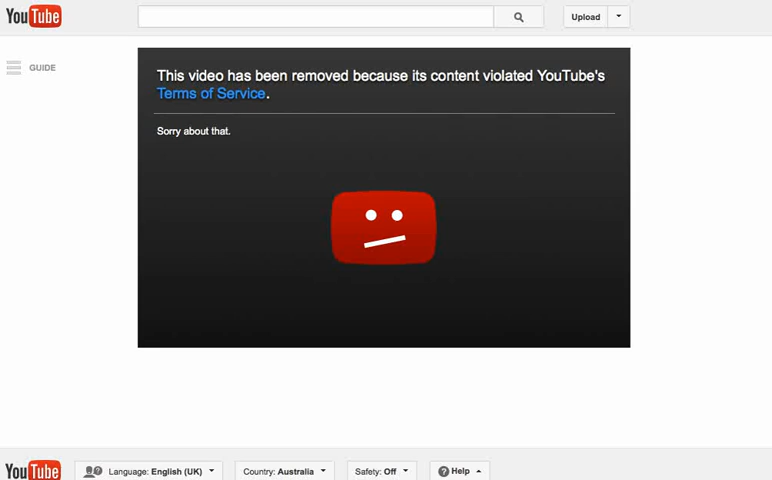 YouTube
Upload
GUIDE
This video has been removed because its content violated YouTube's
Terms of Service.
Sorry about that.
YouTube
Language: English (UK)
Country: Australia
Safety: Off
Help